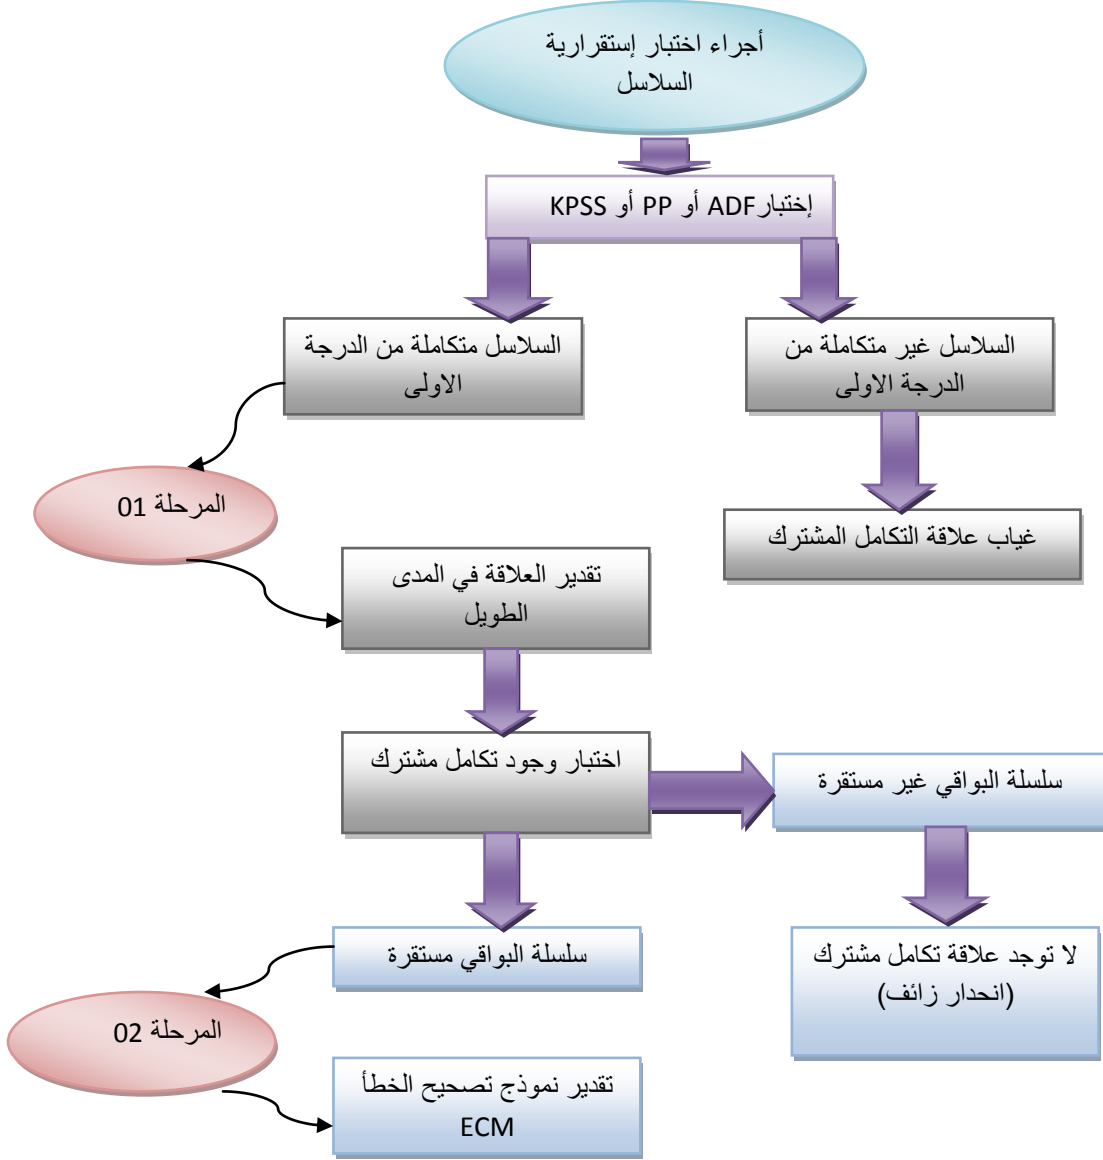 أجراء اختبار إستقرارية
السلاسل
إختبارADF أو PP أو KPSS
السلاسل متكاملة من الدرجة
الاولى
السلاسل غير متكاملة من
الدرجة الاولى
المرحلة 01
غياب علاقة التكامل المشترك
تقدير العلاقة في المدى
الطويل
اختبار وجود تكامل مشترك
سلسلة البواقي غير مستقرة
سلسلة البواقي مستقرة
لا توجد علاقة تكامل مشترك
(انحدار زائف)
المرحلة 02
تقدير نموذج تصحيح الخطأ
ECM